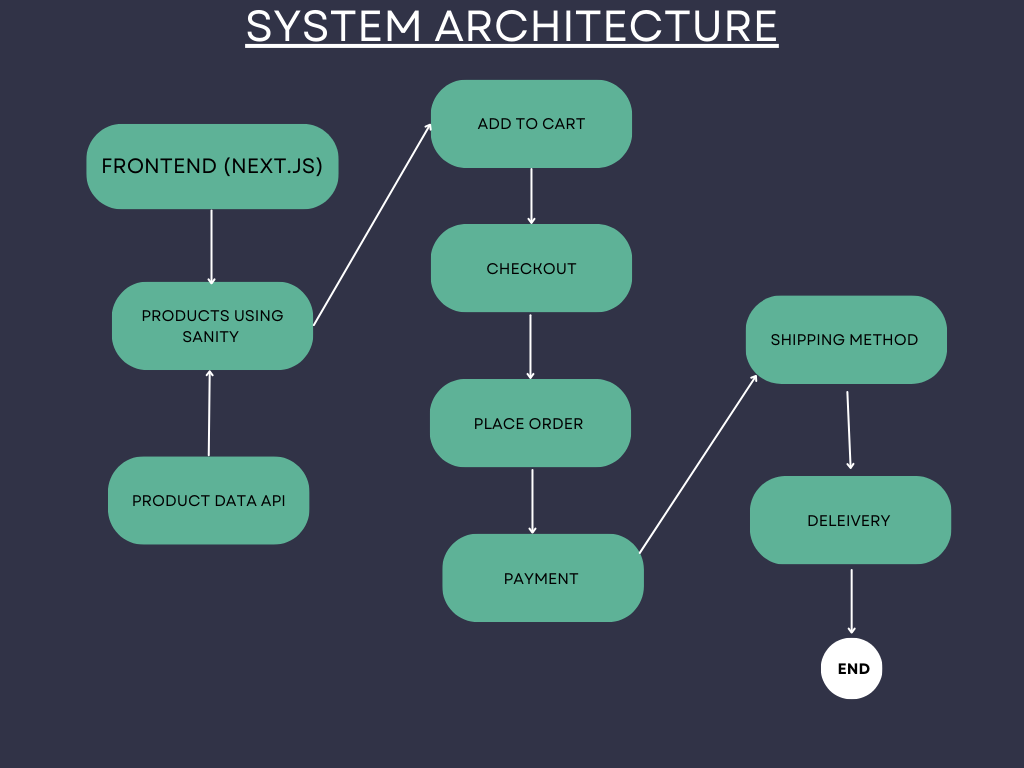 SYSTEM ARCHITECTURE
FRONTEND (NEXT.JS)
PRODUCTS USING
SANITY
PRODUCT DATA API
ADD TO CART
CHECKOUT
PLACE ORDER
PAYMENT
SHIPPING METHOD
DELEIVERY
END